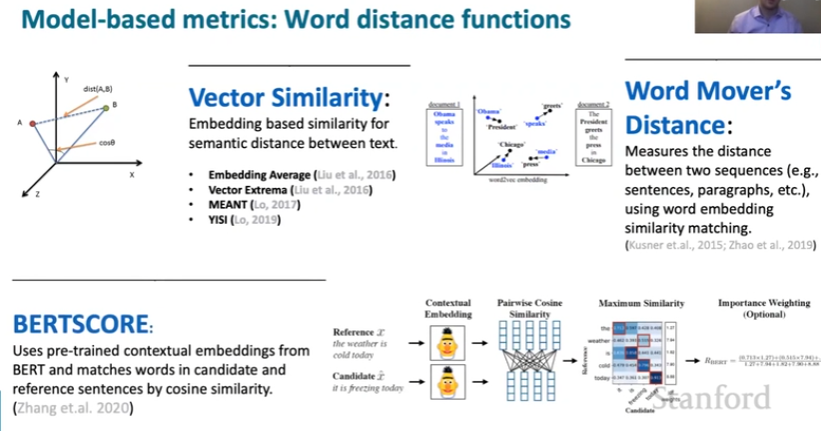 Model-based metrics: Word distance functions
Y
dist(A,B)
B
A
cosθ
X
Z
Vector Similarity:
Embedding based similarity for
semantic distance between text.
• Embedding Average (Liu et al., 2016)
• Vector Extrema (Liu et al., 2016)
• MEANT (Lo, 2017)
• YISI (Lo, 2019)
document 1
Obama
speaks
to
the
media
in
Illinois
'Obama'
'President'
'greets'
'speaks'
'Chicago'
'Illinois'
'media'
'press'
word2vec embedding
document 2
The
President
greets
the
press
in
Chicago
Word Mover's
Distance:
Measures the distance
between two sequences (e.g.,
sentences, paragraphs, etc.),
using word embedding
similarity matching.
(Kusner et.al., 2015; Zhao et al., 2019)
BERTSCORE:
Uses pre-trained contextual embeddings from
BERT and matches words in candidate and
reference sentences by cosine similarity.
(Zhang et.al. 2020)
Reference x
the weather is
cold today
Candidate x̂
it is freezing today
Contextual
Embedding
Pairwise Cosine
Similarity
Maximum Similarity
Reference
the
weather
is
cold
today
it
is
freezing
today
Candidate
Importance Weighting
(Optional)
Stanford